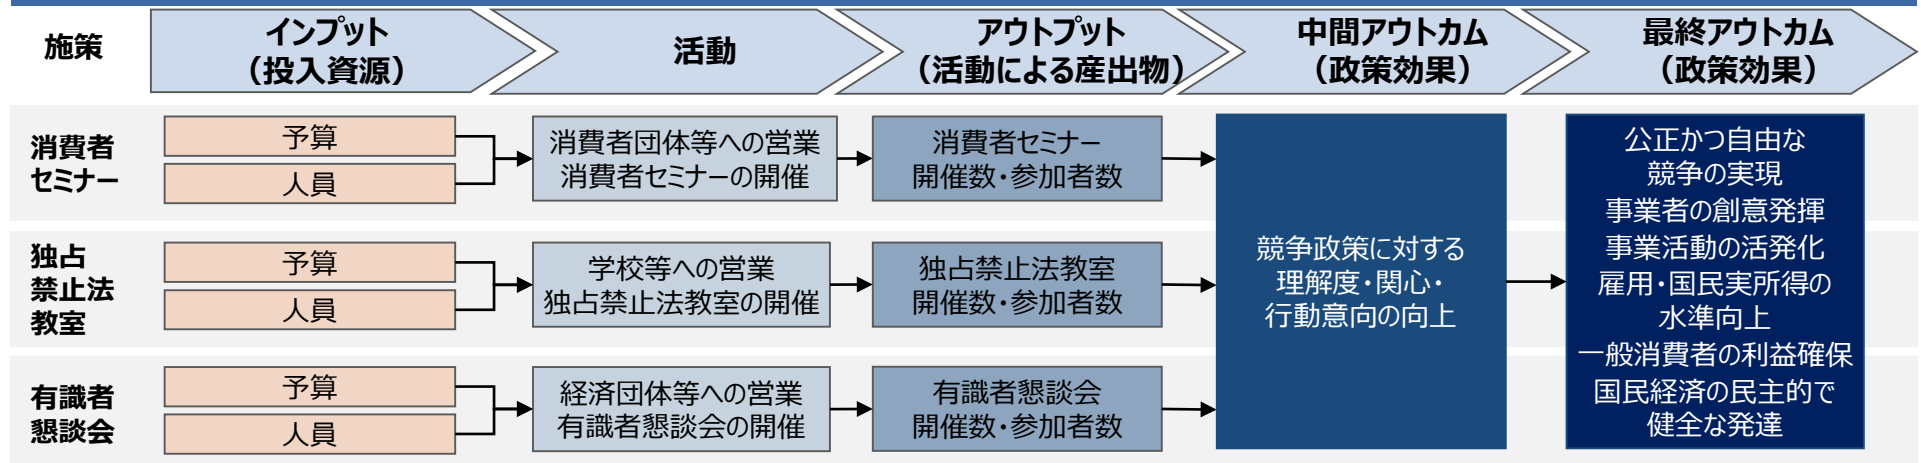 施策
インプット
（投入資源）
活動
アウトプット
（活動による産出物）
中間アウトカム
（政策効果）
最終アウトカム
（政策効果）
消費者
セミナー
予算
人員
消費者団体等への営業
消費者セミナーの開催
消費者セミナー
開催数・参加者数
独占
禁止法
教室
予算
人員
学校等への営業
独占禁止法教室の開催
独占禁止法教室
開催数・参加者数
有識者
懇談会
予算
人員
経済団体等への営業
有識者懇談会の開催
有識者懇談会
開催数・参加者数
競争政策に対する
理解度・関心・
行動意向の向上
公正かつ自由な
競争の実現
事業者の創意発揮
事業活動の活発化
雇用・国民実所得の
水準向上
一般消費者の利益確保
国民経済の民主的で
健全な発達